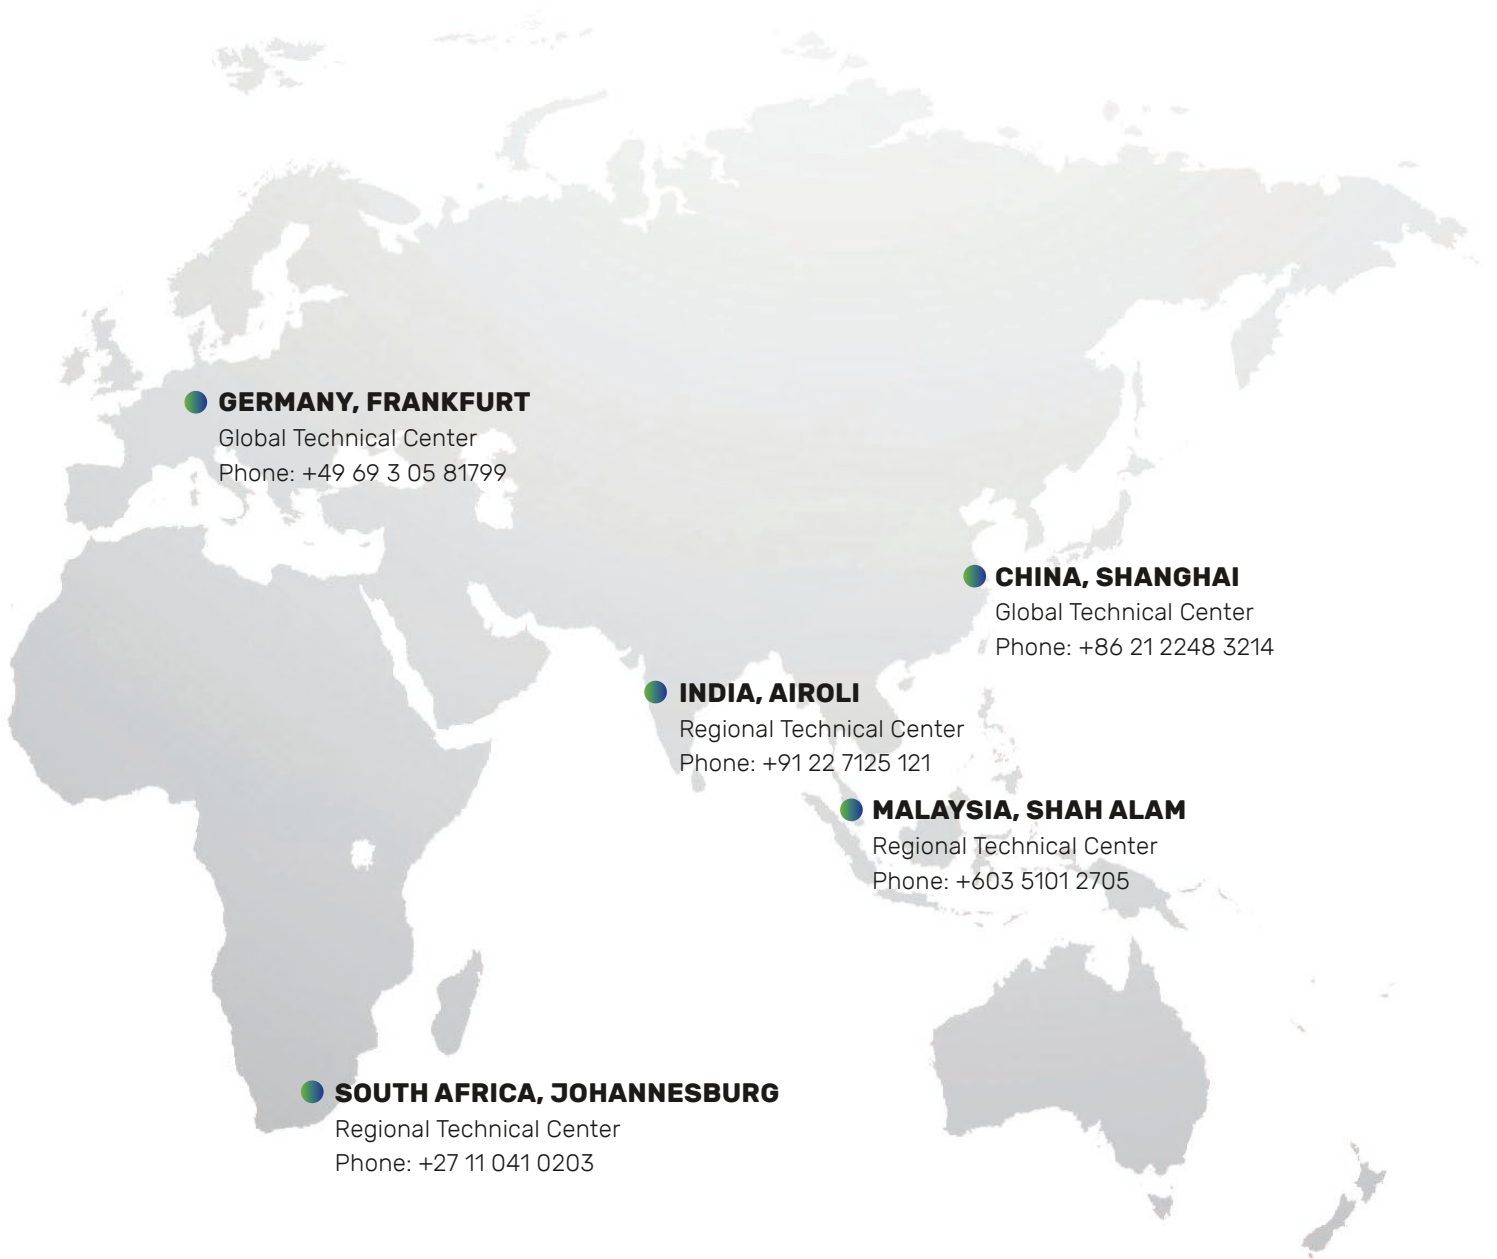 GERMANY, FRANKFURT
Global Technical Center
Phone: +49 69 3 05 81799
CHINA, SHANGHAI
Global Technical Center
Phone: +86 21 2248 3214
INDIA, AIROLI
Regional Technical Center
Phone: +91 22 7125 121
MALAYSIA, SHAH ALAM
Regional Technical Center
Phone: +603 5101 2705
SOUTH AFRICA, JOHANNESBURG
Regional Technical Center
Phone: +27 11 041 0203